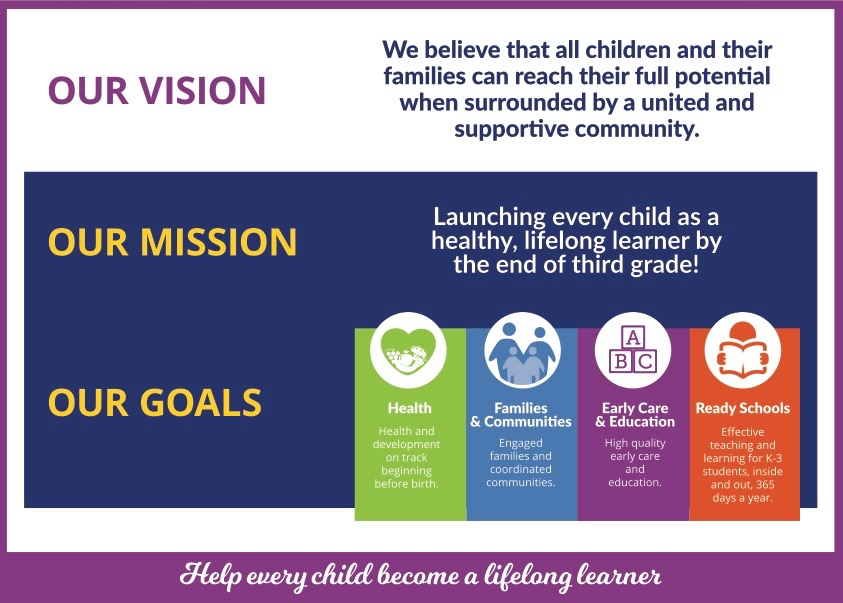 OUR VISION
We believe that all children and their
families can reach their full potential
when surrounded by a united and
supportive community.
OUR MISSION
Launching every child as a
healthy, lifelong learner by
the end of third grade!
OUR GOALS
Health
Health and
development
on track
beginning
before birth.
Families
& Communities
Engaged
families and
coordinated
communities.
A
B C
Early Care
& Education
High quality
early care
and
education.
Ready Schools
Effective
teaching and
learning for K-3
students, inside
and out, 365
days a year.
Help every child become a lifelong learner